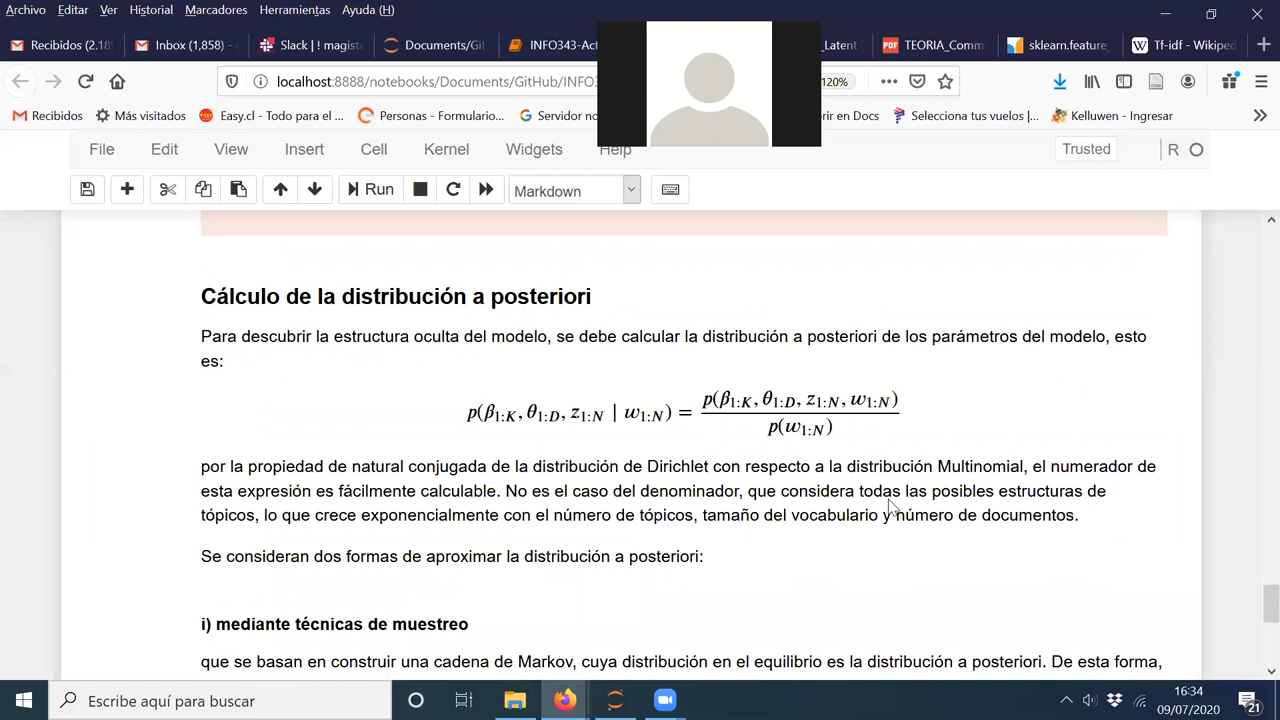 Archivo Editar Ver Historial Marcadores Herramientas Ayuda (H)
Recibidos (2.18 Inbox (1,858) - Slack | ! magist Documents/Git INFO343-Act _Latent PDF TEORIA_Comm sklearn.feature_ W Tf-idf - Wikiped
localhost:8888/notebooks/Documents/GitHub/INFO3 120%
Recibidos Más visitados Easy.cl - Todo para el ... Personas - Formulario... Servidor no rir en Docs Selecciona tus vuelos |... Kelluwen - Ingresar
File Edit View Insert Cell Kernel Widgets Help Trusted R
Run Markdown
Cálculo de la distribución a posteriori
Para descubrir la estructura oculta del modelo, se debe calcular la distribución a posteriori de los parámetros del modelo, esto
es:
p(β1:K, θ1:D, z1:N | w1:N) = p(β1:K, θ1:D, z1:N, w1:N) / p(w1:N)
por la propiedad de natural conjugada de la distribución de Dirichlet con respecto a la distribución Multinomial, el numerador de
esta expresión es fácilmente calculable. No es el caso del denominador, que considera todas las posibles estructuras de
tópicos, lo que crece exponencialmente con el número de tópicos, tamaño del vocabulario y número de documentos.
Se consideran dos formas de aproximar la distribución a posteriori:
i) mediante técnicas de muestreo
que se basan en construir una cadena de Markov, cuya distribución en el equilibrio es la distribución a posteriori. De esta forma,
Escribe aquí para buscar
16:34
09/07/2020
21